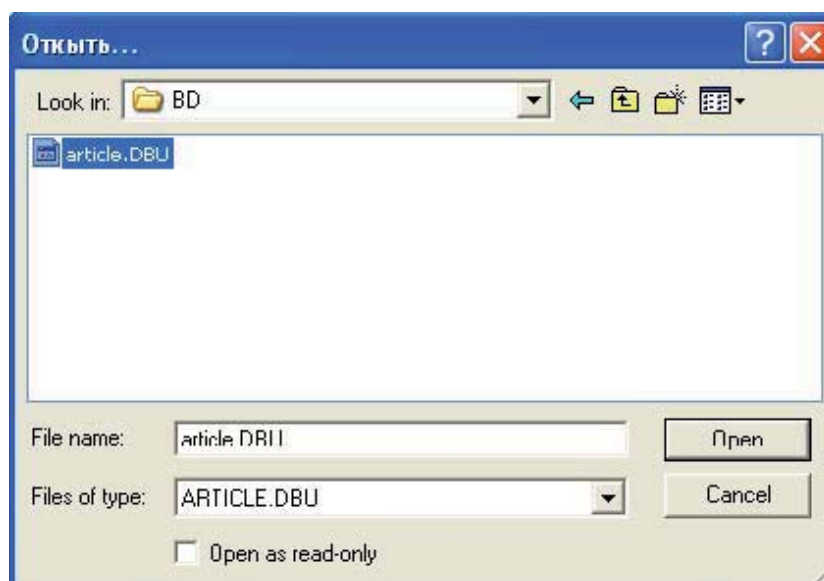 Откыть...
Look in: BD
article.DBU
File name: article.DBU Open
Files of type: ARTICLE.DBU Cancel
Open as read-only